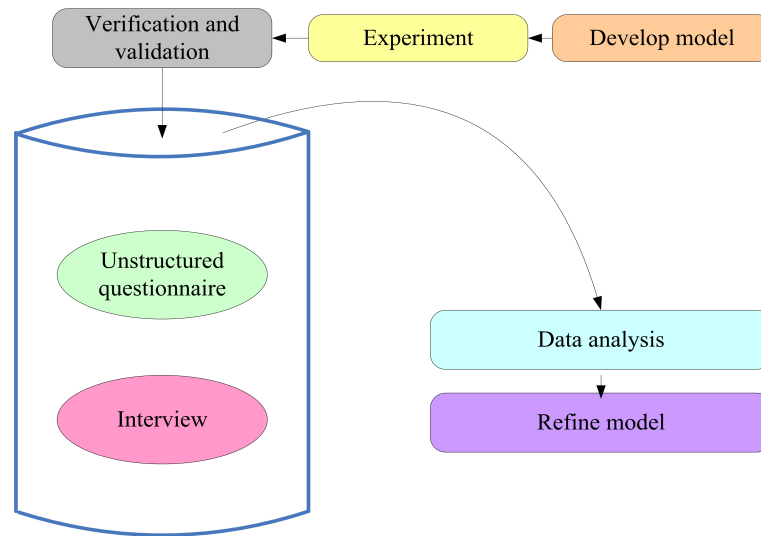 Verification and
validation
Experiment
Develop model
Unstructured
questionnaire
Data analysis
Interview
Refine model